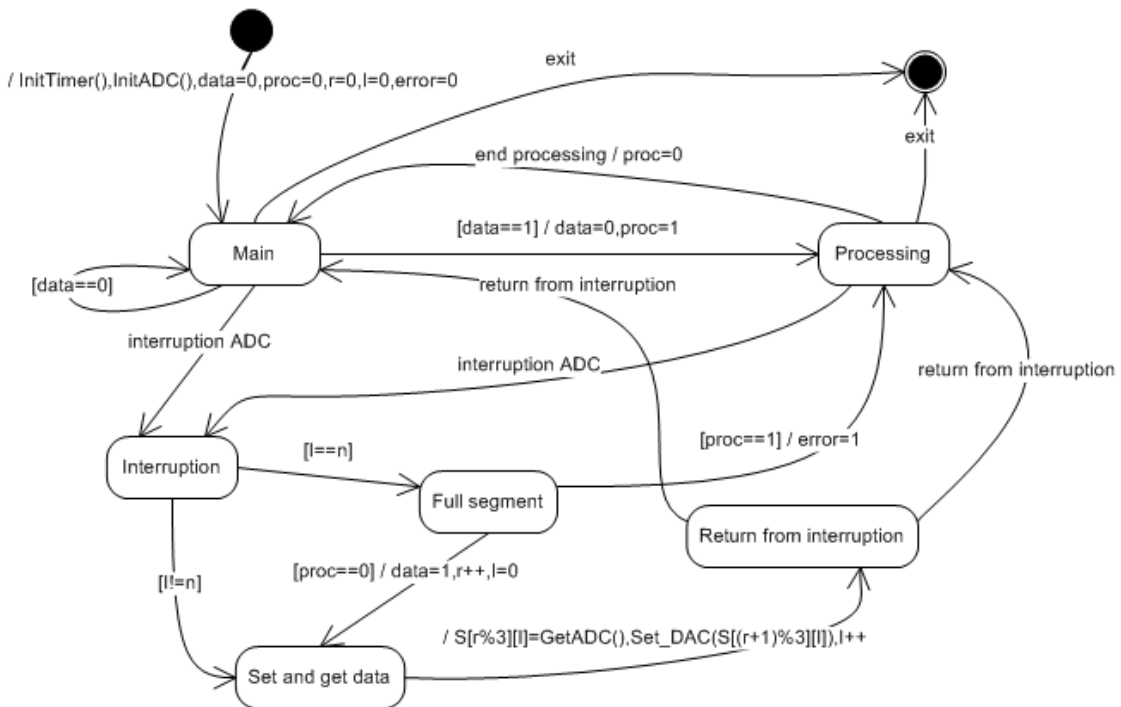 exit
/ InitTimer(),InitADC(),data=0,proc=0,r=0,l=0,error=0
exit
end processing / proc=0
[data==1] / data=0,proc=1
Main
Processing
[data==0]
return from interruption
interruption ADC
interruption ADC
return from interruption
[proc==1] / error=1
[l==n]
Interruption
Full segment
Return from interruption
[proc==0] / data=1,r++,l=0
[l!=n]
/ S[r%3][l]=GetADC(),Set_DAC(S[(r+1)%3][l]),l++
Set and get data